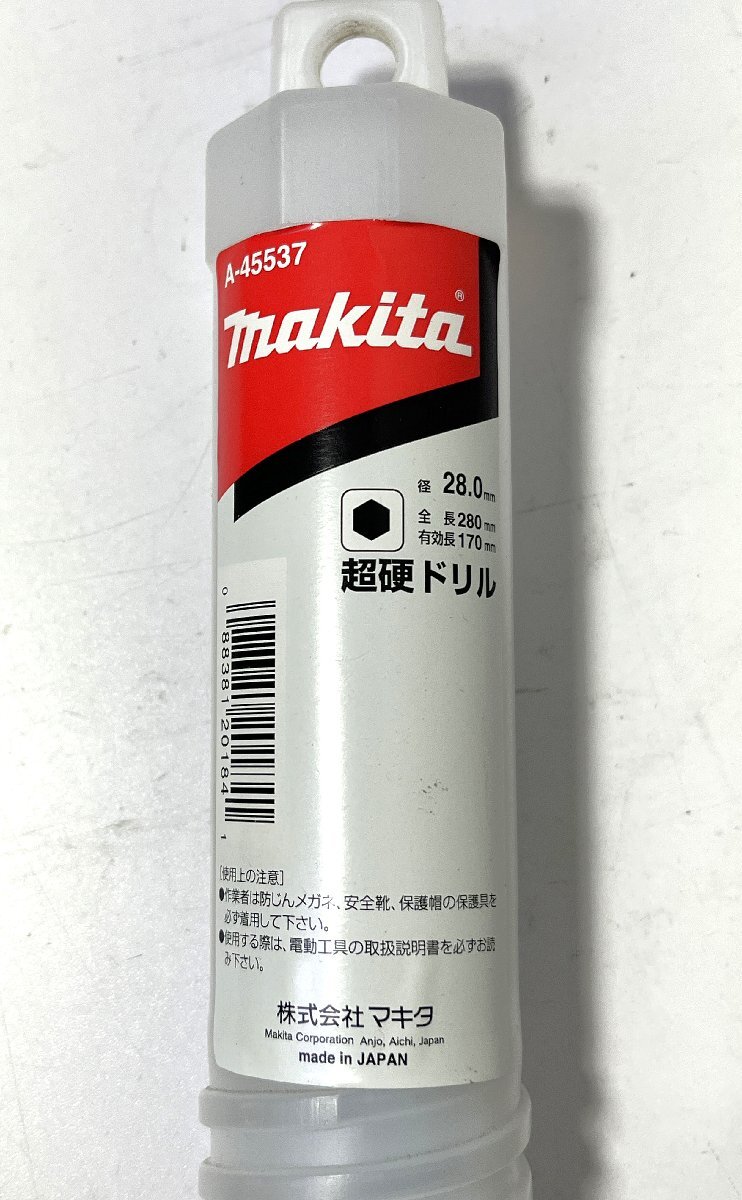 A-45537
makita®
径 28.0mm
全 長 280 mm
有効長 170 mm
超硬ドリル
0 88381 20184 1
[使用上の注意]
●作業者は防じんメガネ、安全靴、保護帽の保護具を
必ず着用して下さい。
●使用する際は、電動工具の取扱説明書を必ずお読
み下さい。
株式会社 マキタ
Makita Corporation Anjo, Aichi, Japan
made in JAPAN